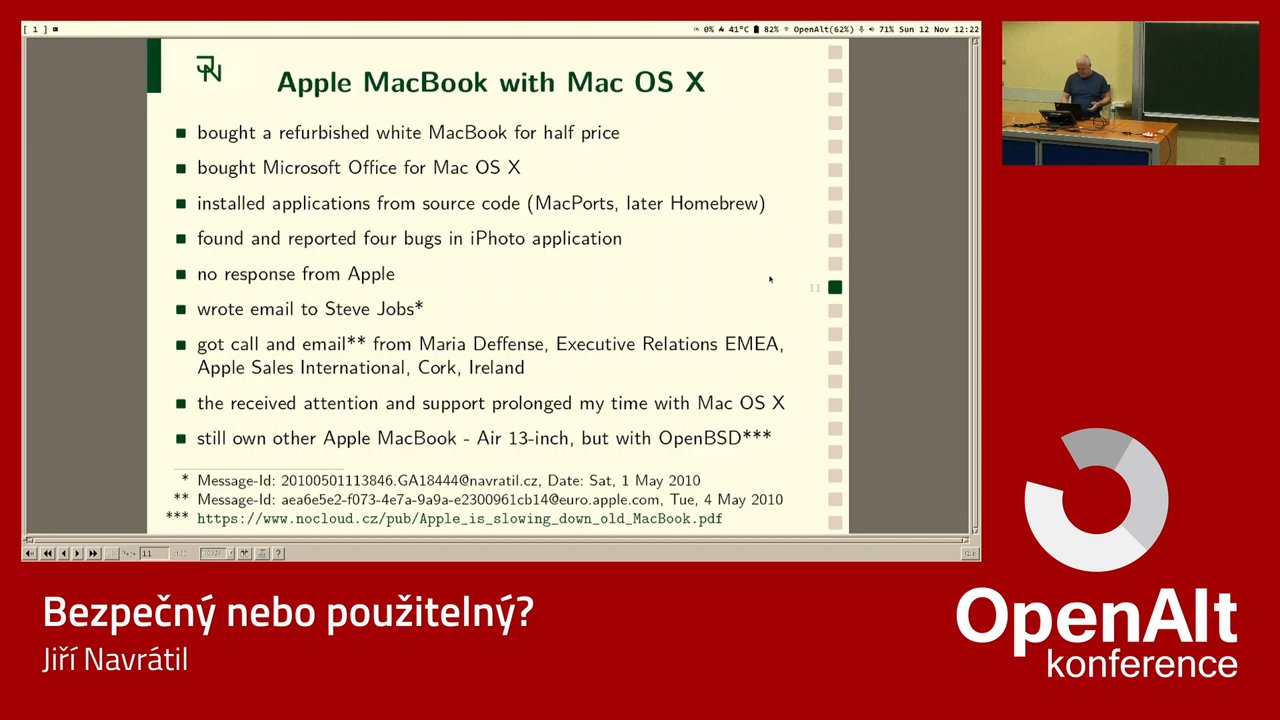 [ 1 ]
0% 41°C 82% OpenAlt(62%) 71% Sun 12 Nov 12:22
Apple MacBook with Mac OS X
bought a refurbished white MacBook for half price
bought Microsoft Office for Mac OS X
installed applications from source code (MacPorts, later Homebrew)
found and reported four bugs in iPhoto application
no response from Apple
11
wrote email to Steve Jobs*
got call and email** from Maria Deffense, Executive Relations EMEA,
Apple Sales International, Cork, Ireland
the received attention and support prolonged my time with Mac OS X
still own other Apple MacBook - Air 13-inch, but with OpenBSD***
* Message-Id: 20100501113846.GA18444@navratil.cz, Date: Sat, 1 May 2010
** Message-Id: aea6e5e2-f073-4e7a-9a9a-e2300961cb14@euro.apple.com, Tue, 4 May 2010
*** https://www.nocloud.cz/pub/Apple_is_slowing_down_old_MacBook.pdf
Page 11
?
Bezpečný nebo použitelný?
Jiří Navrátil
OpenAlt
konference